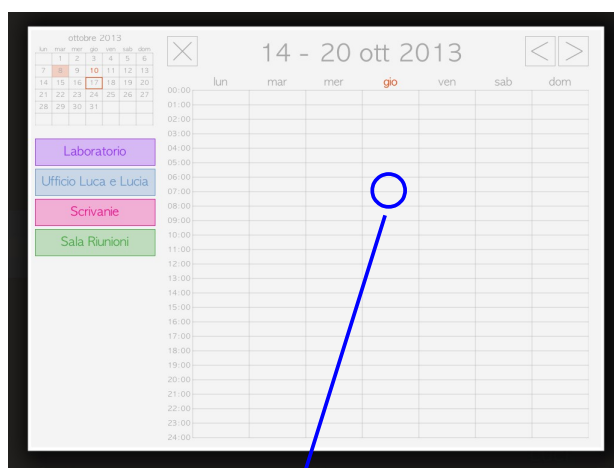 ottobre 2013
lun mar mer gio ven sab dom
1 2 3 4 5 6
7 8 9 10 11 12 13
14 15 16 17 18 19 20
21 22 23 24 25 26 27
28 29 30 31
Laboratorio
Ufficio Luca e Lucia
Scrivanie
Sala Riunioni
14 - 20 ott 2013
< >
lun mar mer gio ven sab dom
00:00
01:00
02:00
03:00
04:00
05:00
06:00
07:00
08:00
09:00
10:00
11:00
12:00
13:00
14:00
15:00
16:00
17:00
18:00
19:00
20:00
21:00
22:00
23:00
24:00